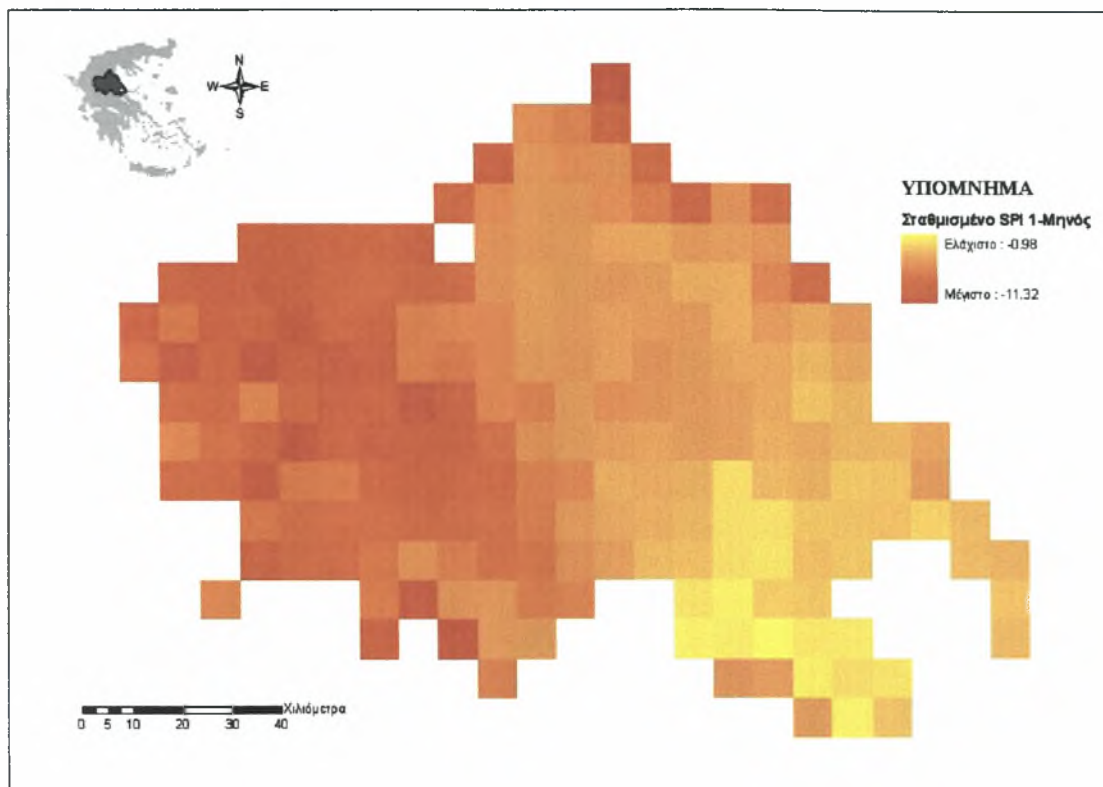 N
W E
S
ΥΠΟΜΝΗΜΑ
Σταθμισμένο SPI 1-Μηνός
Ελάχιστο : -0.98
Μέγιστο : -11.32
Χιλιόμετρα
0 5 10 20 30 40